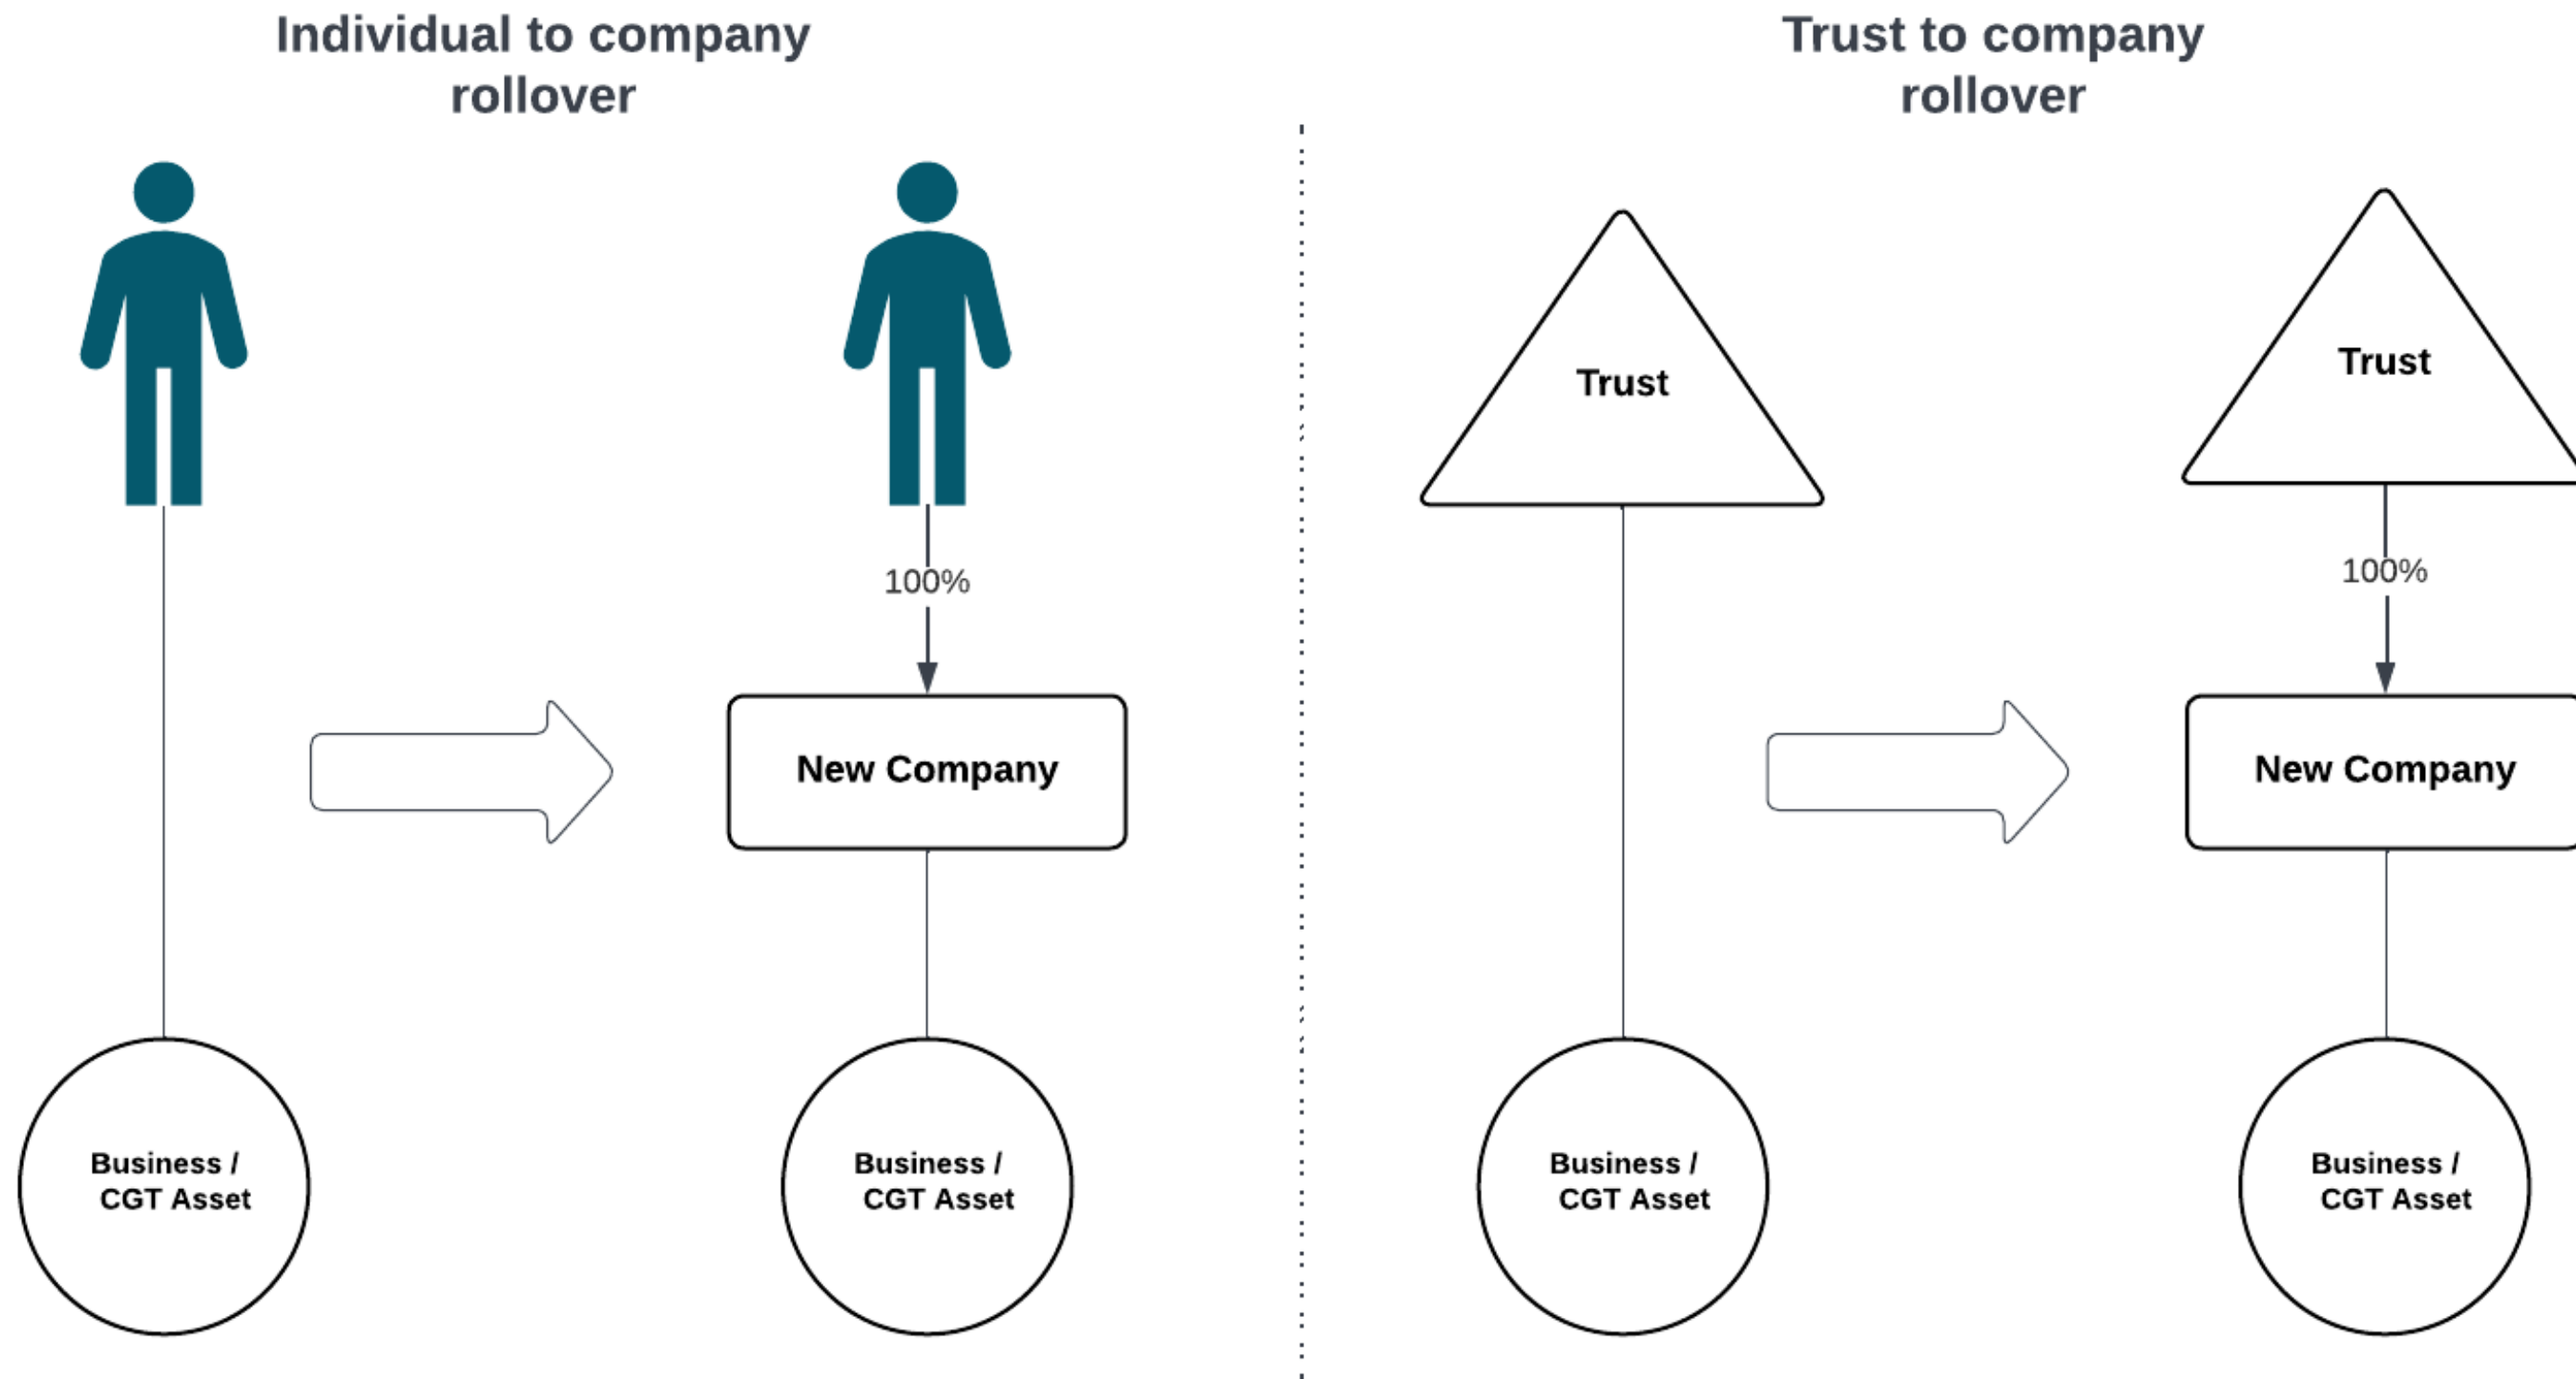 Individual to company
rollover
100%
New Company
Business /
CGT Asset
Business /
CGT Asset
Trust to company
rollover
Trust
Trust
100%
New Company
Business /
CGT Asset
Business /
CGT Asset